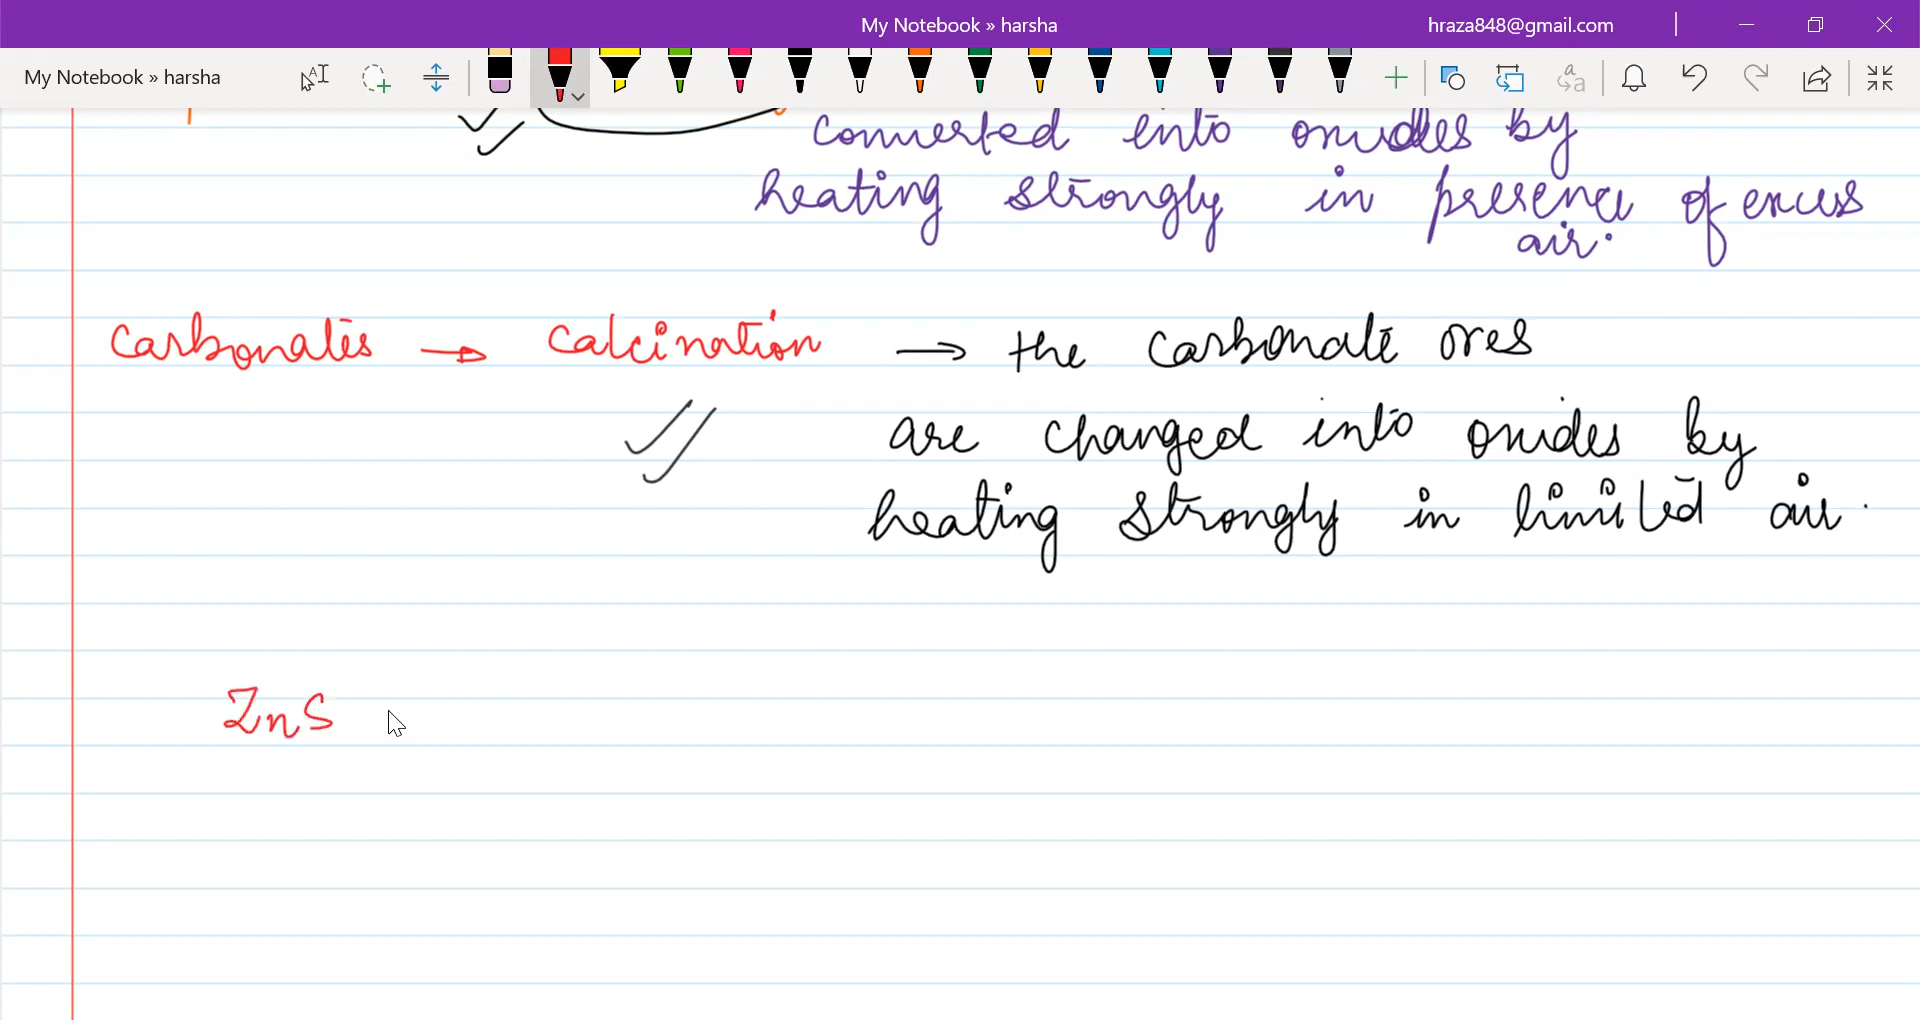 My Notebook » harsha
hraza848@gmail.com
My Notebook » harsha
converted into oxides by
heating strongly in presence of excess
air.
Carbonates → Calcination → the carbonate ores
are changed into oxides by
heating strongly in limited air.
ZnS